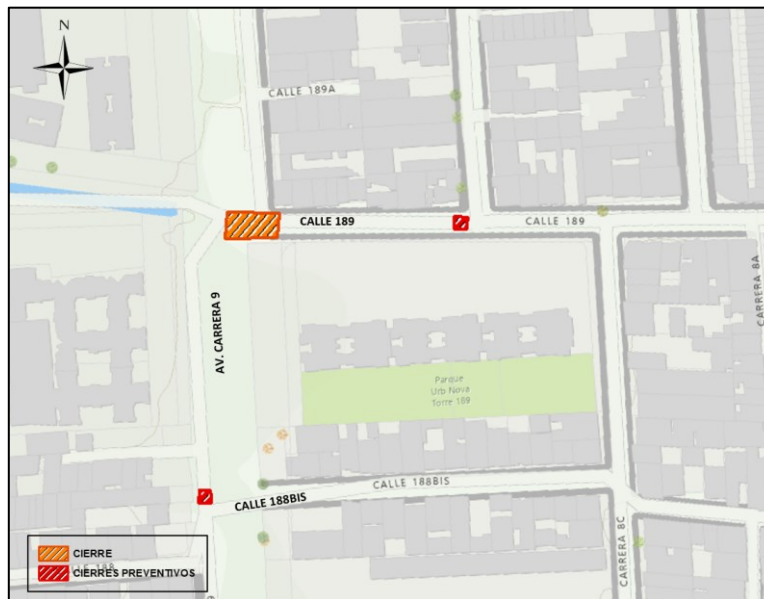 N
CALLE 189A
CALLE 189
CALLE 189
CARRERA 8A
AV. CARRERA 9
Parque
Urb Nova
Torre 189
CALLE 188BIS
CALLE 188BIS
CARRERA 8C
CIERRE
CIERRES PREVENTIVOS